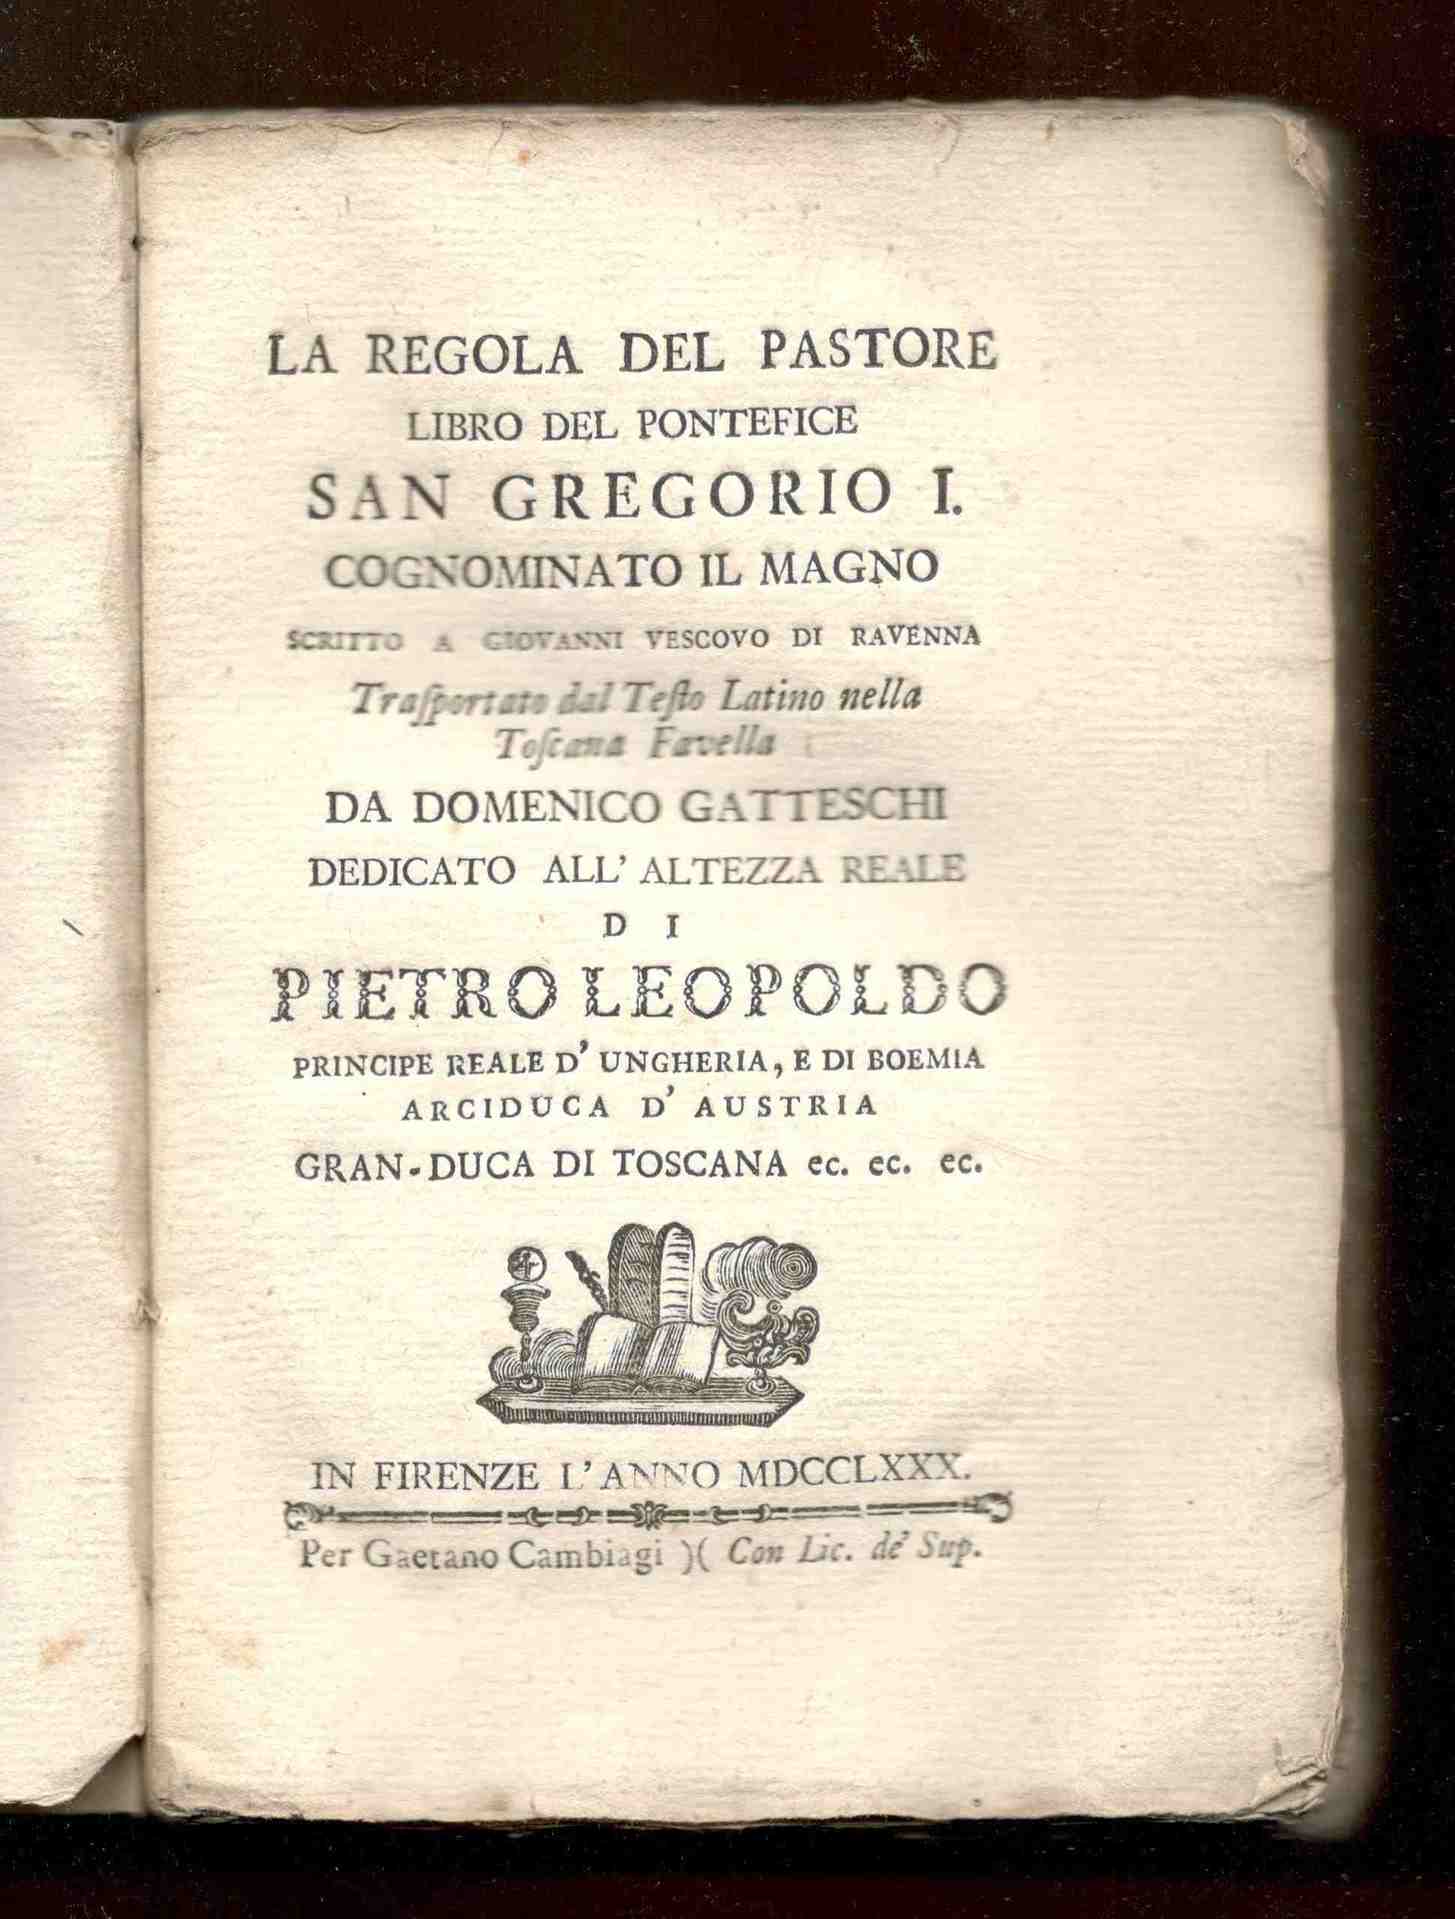 LA REGOLA DEL PASTORE
LIBRO DEL PONTEFICE
SAN GREGORIO I.
COGNOMINATO IL MAGNO
SCRITTO A GIOVANNI VESCOVO DI RAVENNA
Traſportato dal Teſto Latino nella
Toſcana Favella
DA DOMENICO GATTESCHI
DEDICATO ALL' ALTEZZA REALE
D I
PIETRO LEOPOLDO
PRINCIPE REALE D' UNGHERIA, E DI BOEMIA
ARCIDUCA D' AUSTRIA
GRAN-DUCA DI TOSCANA ec. ec. ec.
IN FIRENZE L' ANNO MDCCLXXX.
Per Gaetano Cambiagi )( Con Lic. de' Sup.